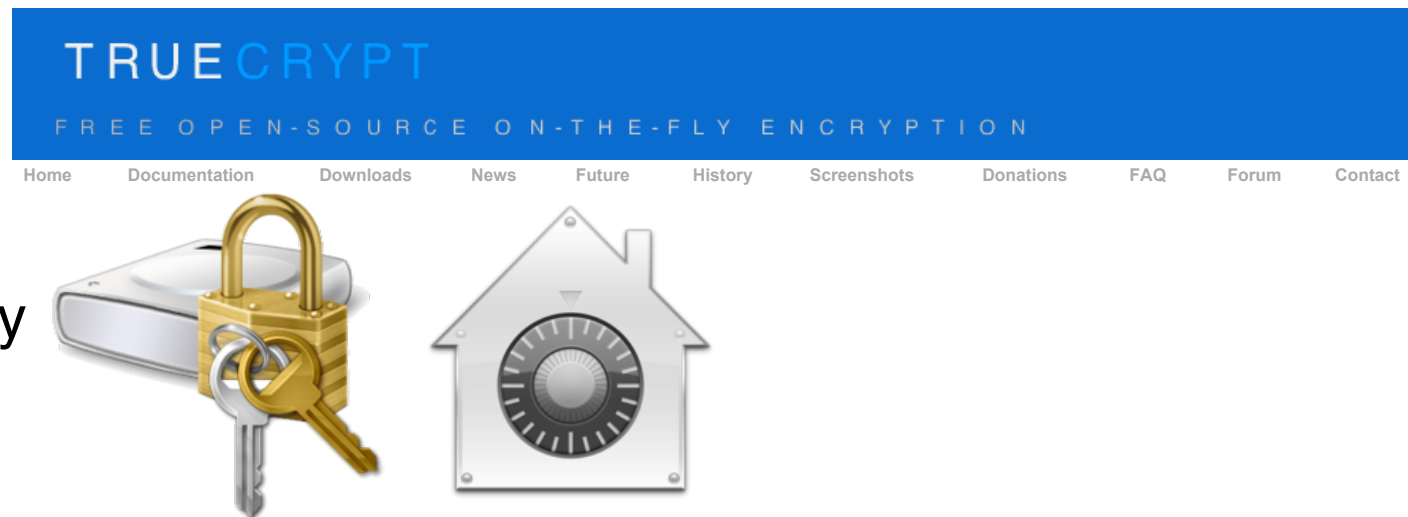 TRUECRYPT
FREE OPEN-SOURCE ON-THE-FLY ENCRYPTION
Home Documentation Downloads News Future History Screenshots Donations FAQ Forum Contact
y